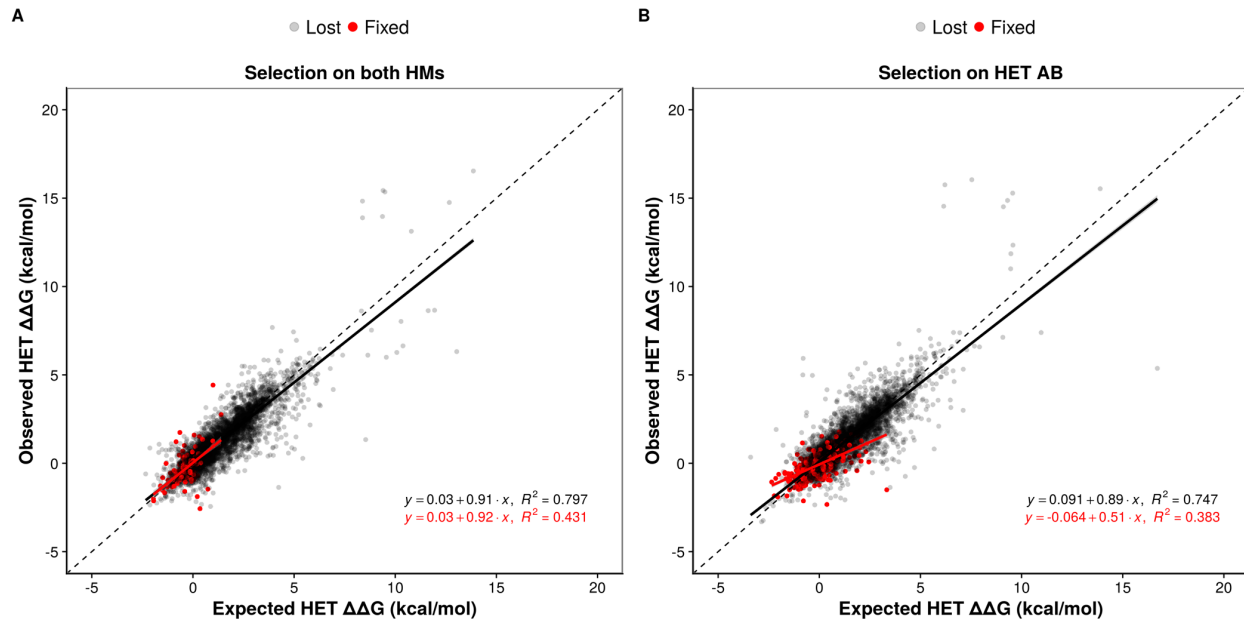 A
Lost Fixed
Selection on both HMs
Observed HET ΔΔG (kcal/mol)
20
15
10
5
0
-5
y = 0.03 + 0.91 · x, R² = 0.797
y = 0.03 + 0.92 · x, R² = 0.431
-5 0 5 10 15 20
Expected HET ΔΔG (kcal/mol)
B
Lost Fixed
Selection on HET AB
Observed HET ΔΔG (kcal/mol)
20
15
10
5
0
-5
y = 0.091 + 0.89 · x, R² = 0.747
y = -0.064 + 0.51 · x, R² = 0.383
-5 0 5 10 15 20
Expected HET ΔΔG (kcal/mol)